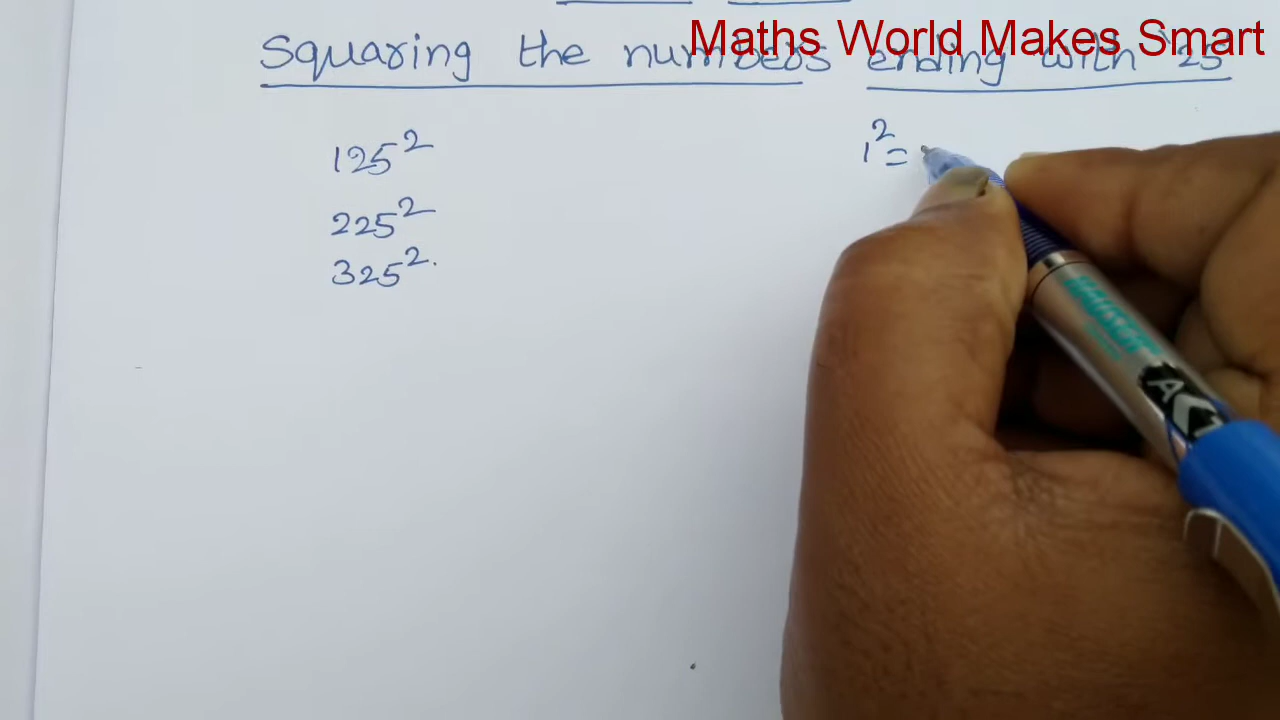 Maths World Makes Smart
Squaring the numbers ending with '25'
125²
1² =
225²
325².